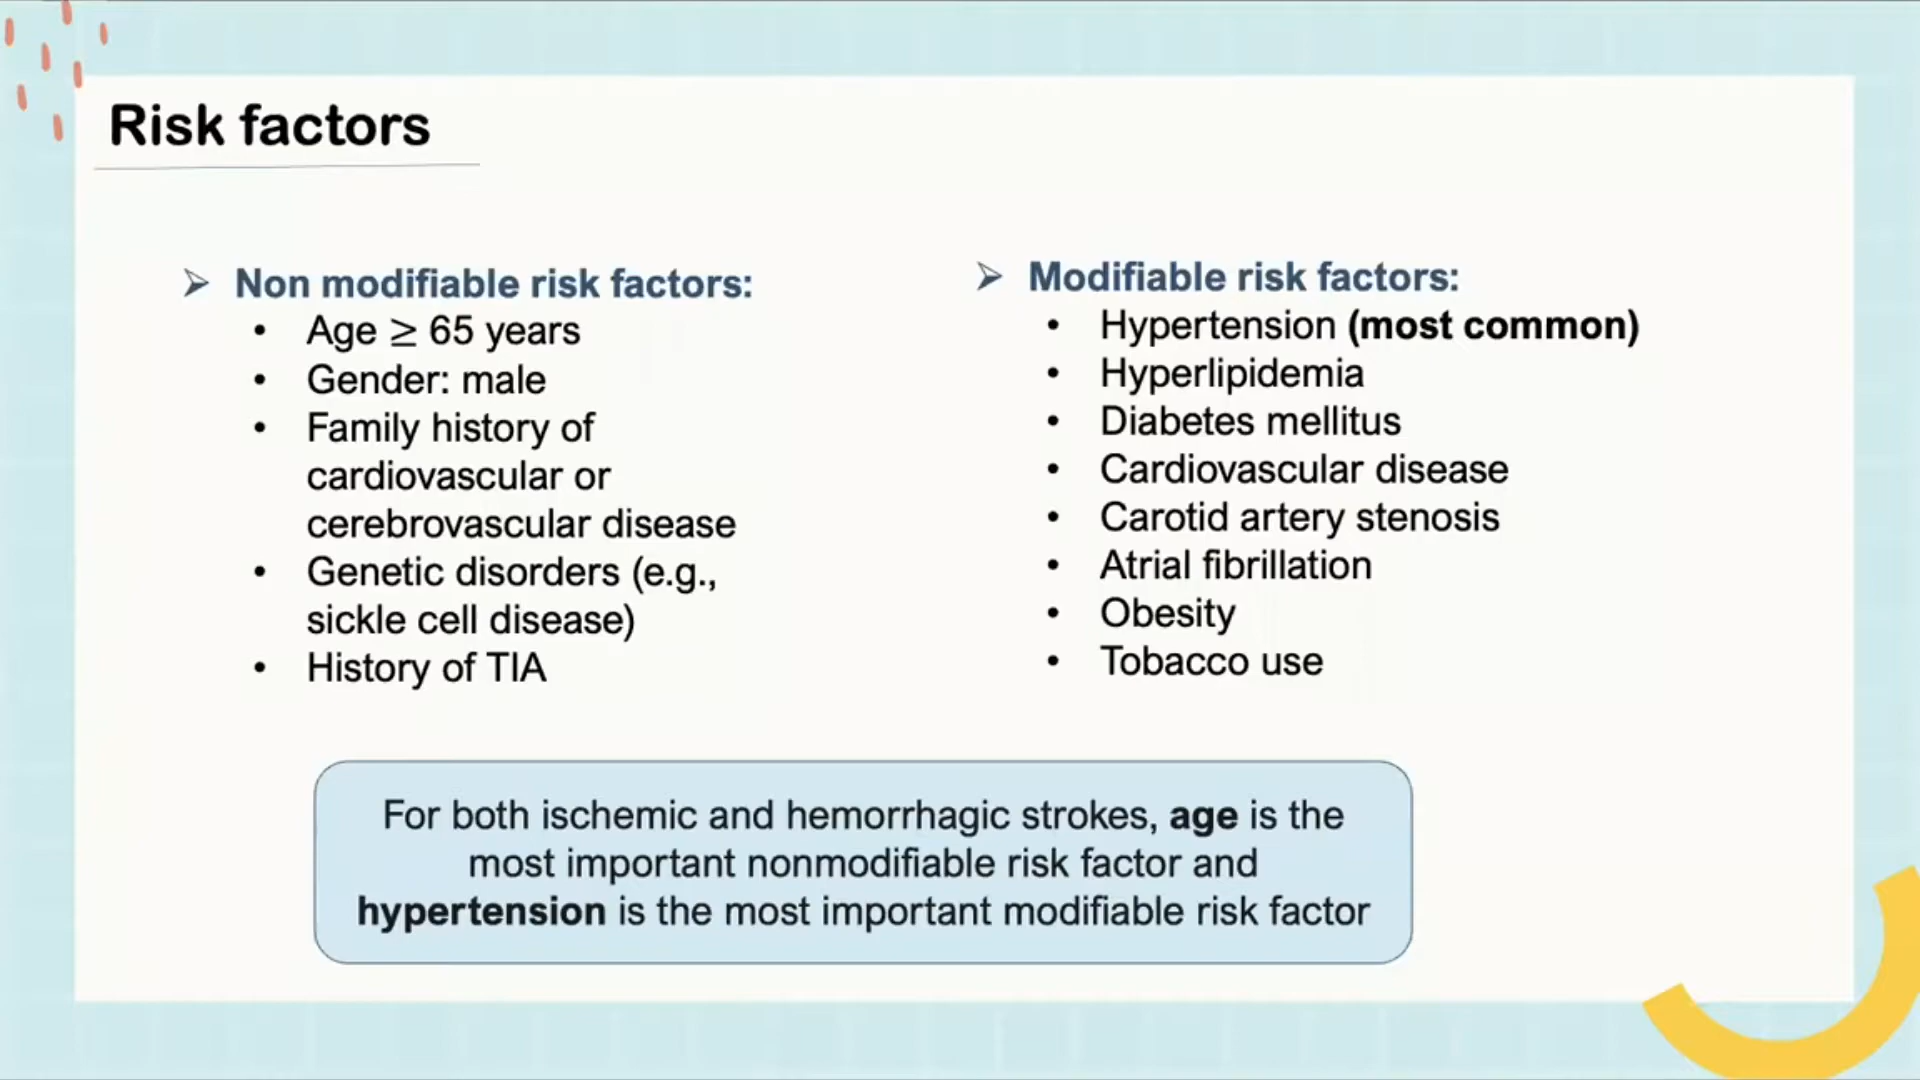 Risk factors
➢ Non modifiable risk factors:
• Age ≥ 65 years
• Gender: male
• Family history of
cardiovascular or
cerebrovascular disease
• Genetic disorders (e.g.,
sickle cell disease)
• History of TIA
➢ Modifiable risk factors:
• Hypertension (most common)
• Hyperlipidemia
• Diabetes mellitus
• Cardiovascular disease
• Carotid artery stenosis
• Atrial fibrillation
• Obesity
• Tobacco use
For both ischemic and hemorrhagic strokes, age is the
most important nonmodifiable risk factor and
hypertension is the most important modifiable risk factor